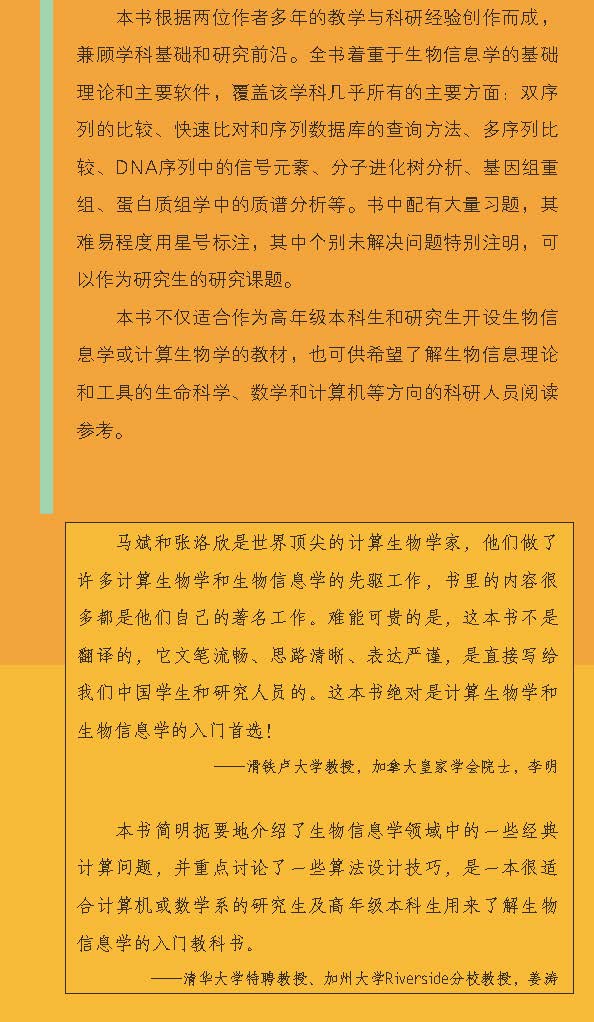 本书根据两位作者多年的教学与科研经验创作而成，
兼顾学科基础和研究前沿。全书着重于生物信息学的基础
理论和主要软件，覆盖该学科几乎所有的主要方面：双序
列的比较、快速比对和序列数据库的查询方法、多序列比
较、DNA序列中的信号元素、分子进化树分析、基因组重
组、蛋白质组学中的质谱分析等。书中配有大量习题，其
难易程度用星号标注，其中个别未解决问题特别注明，可
以作为研究生的研究课题。
本书不仅适合作为高年级本科生和研究生开设生物信
息学或计算生物学的教材，也可供希望了解生物信息理论
和工具的生命科学、数学和计算机等方向的科研人员阅读
参考。
马斌和张洛欣是世界顶尖的计算生物学家，他们做了
许多计算生物学和生物信息学的先驱工作，书里的内容很
多都是他们自己的著名工作。难能可贵的是，这本书不是
翻译的，它文笔流畅、思路清晰、表达严谨，是直接写给
我们中国学生和研究人员的。这本书绝对是计算生物学和
生物信息学的入门首选！
——滑铁卢大学教授，加拿大皇家学会院士，李明
本书简明扼要地介绍了生物信息学领域中的一些经典
计算问题，并重点讨论了一些算法设计技巧，是一本很适
合计算机或数学系的研究生及高年级本科生用来了解生物
信息学的入门教科书。
——清华大学特聘教授、加州大学Riverside分校教授，姜涛